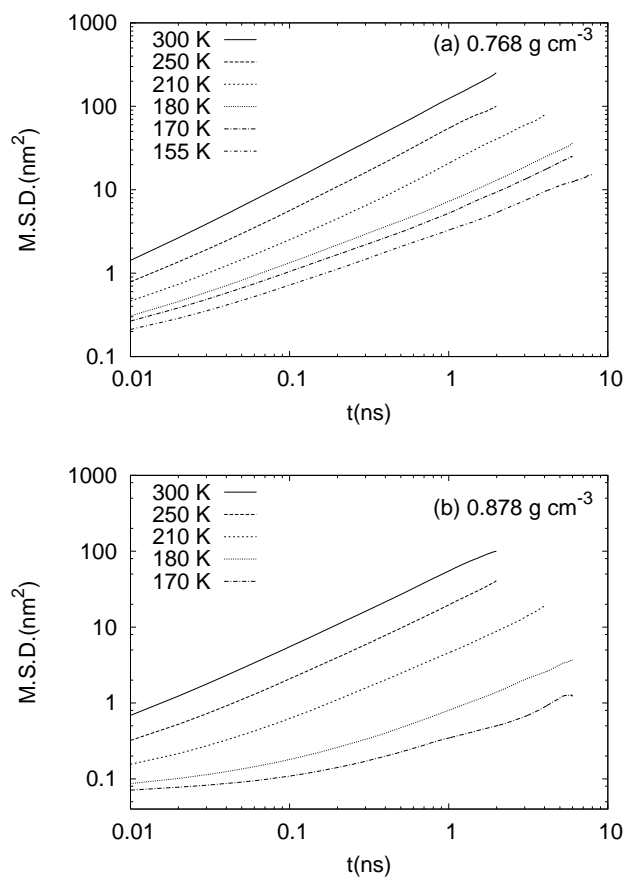 (a) 0.768 g cm-3
300 K
250 K
210 K
180 K
170 K
155 K
M.S.D.(nm2)
1000
100
10
1
0.1
0.01 0.1 1 10
t(ns)
(b) 0.878 g cm-3
300 K
250 K
210 K
180 K
170 K
M.S.D.(nm2)
1000
100
10
1
0.1
0.01 0.1 1 10
t(ns)